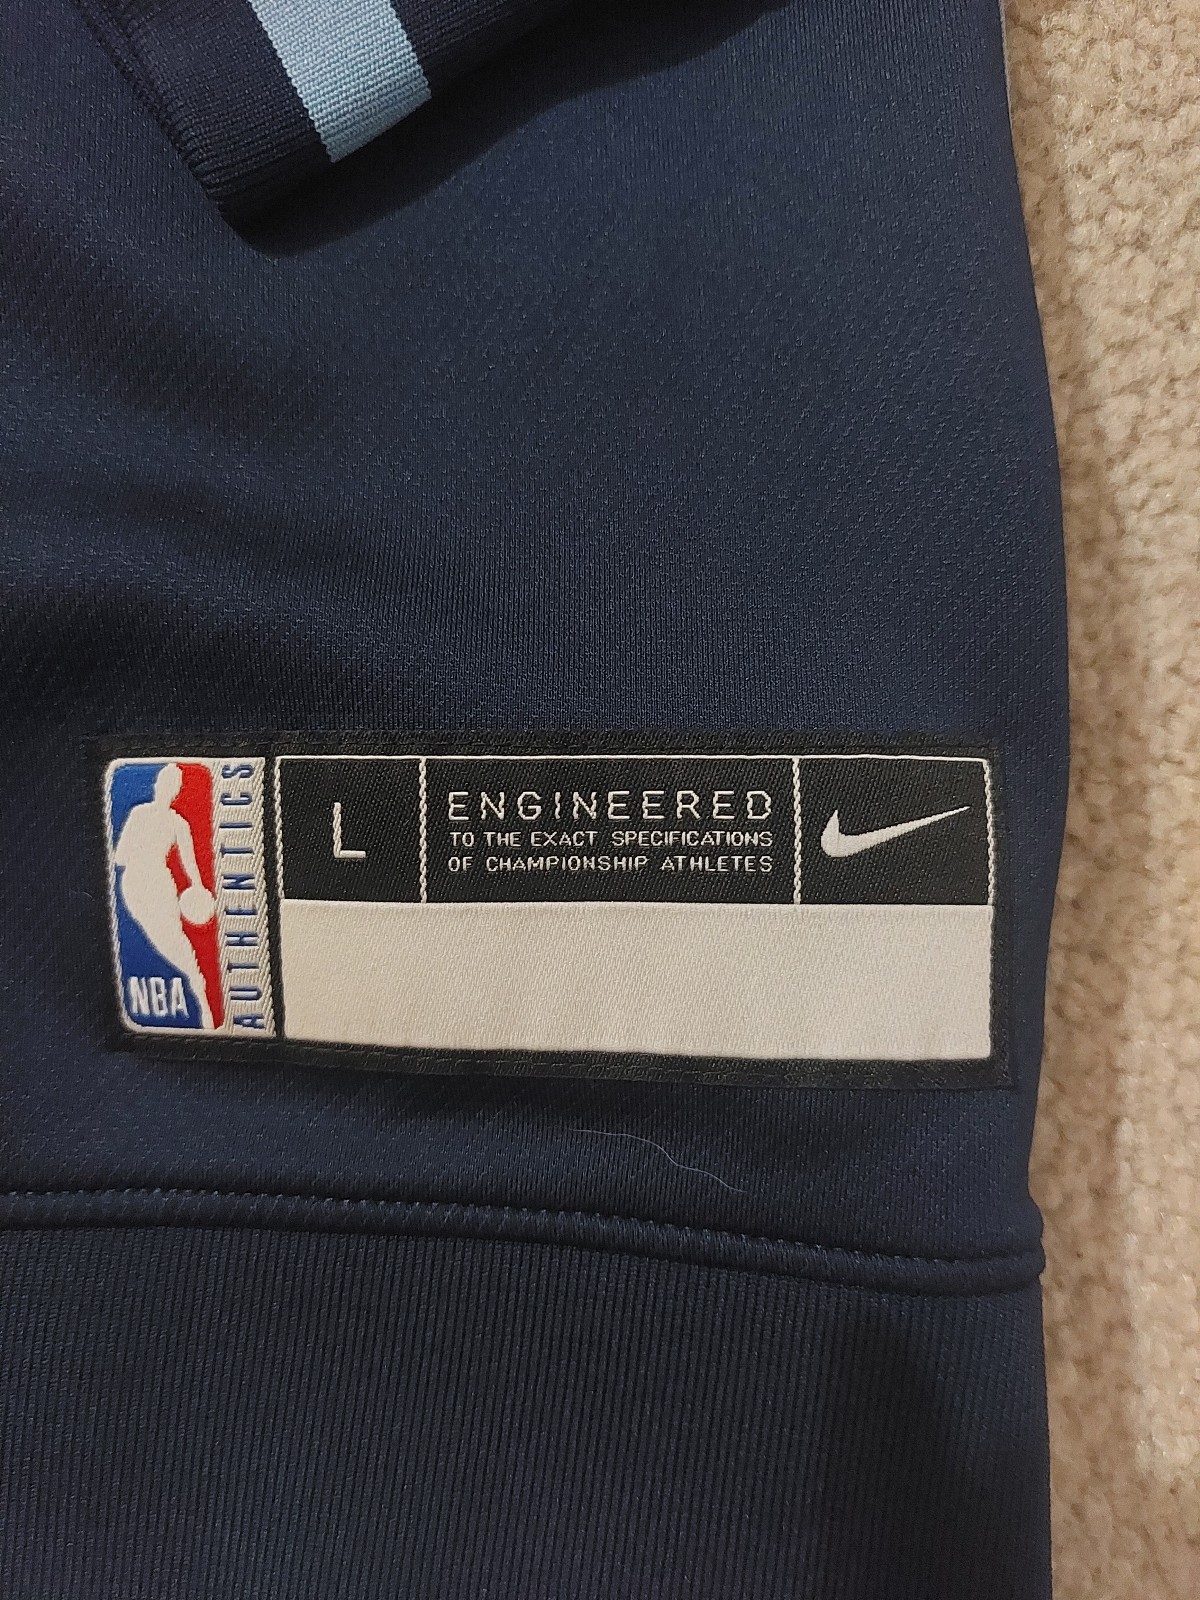 NBA
AUTHENTICS
L
ENGINEERED
TO THE EXACT SPECIFICATIONS
OF CHAMPIONSHIP ATHLETES